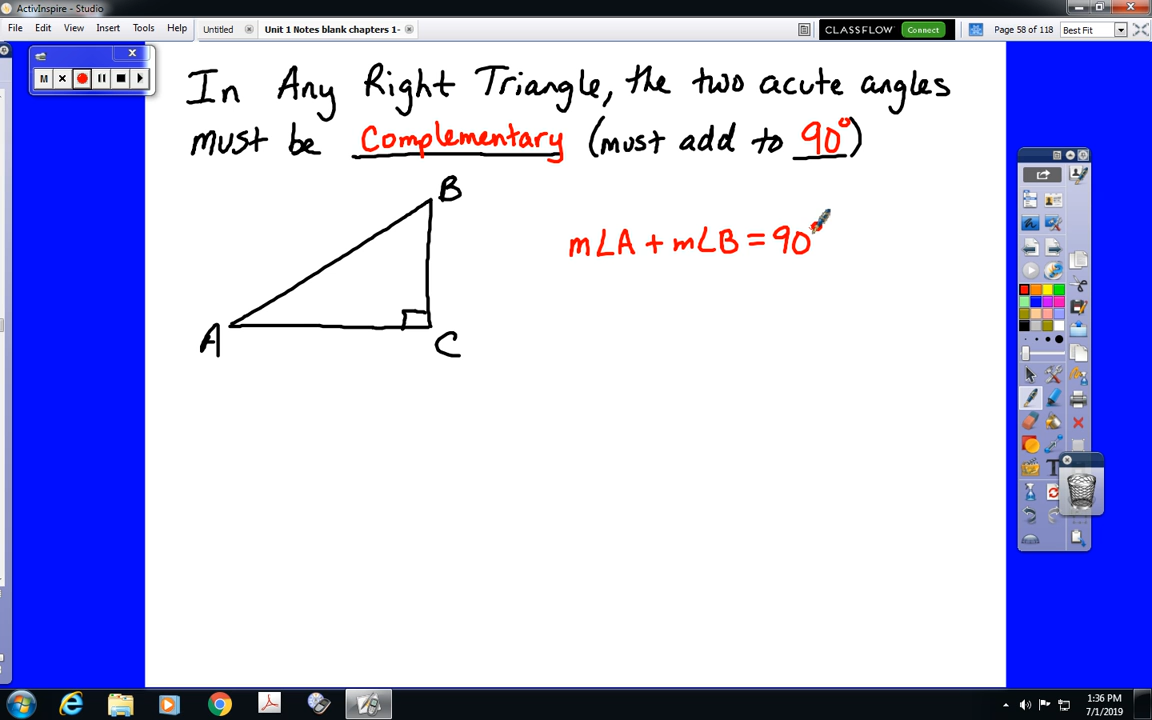 ActivInspire - Studio
File Edit View Insert Tools Help
Untitled
Unit 1 Notes blank chapters 1-
CLASSFLOW Connect
Page 58 of 118
Best Fit
M
In Any Right Triangle, the two acute angles
must be Complementary (must add to 90°)
B
m∠A + m∠B = 90°
A
C
T
1:36 PM
7/1/2019